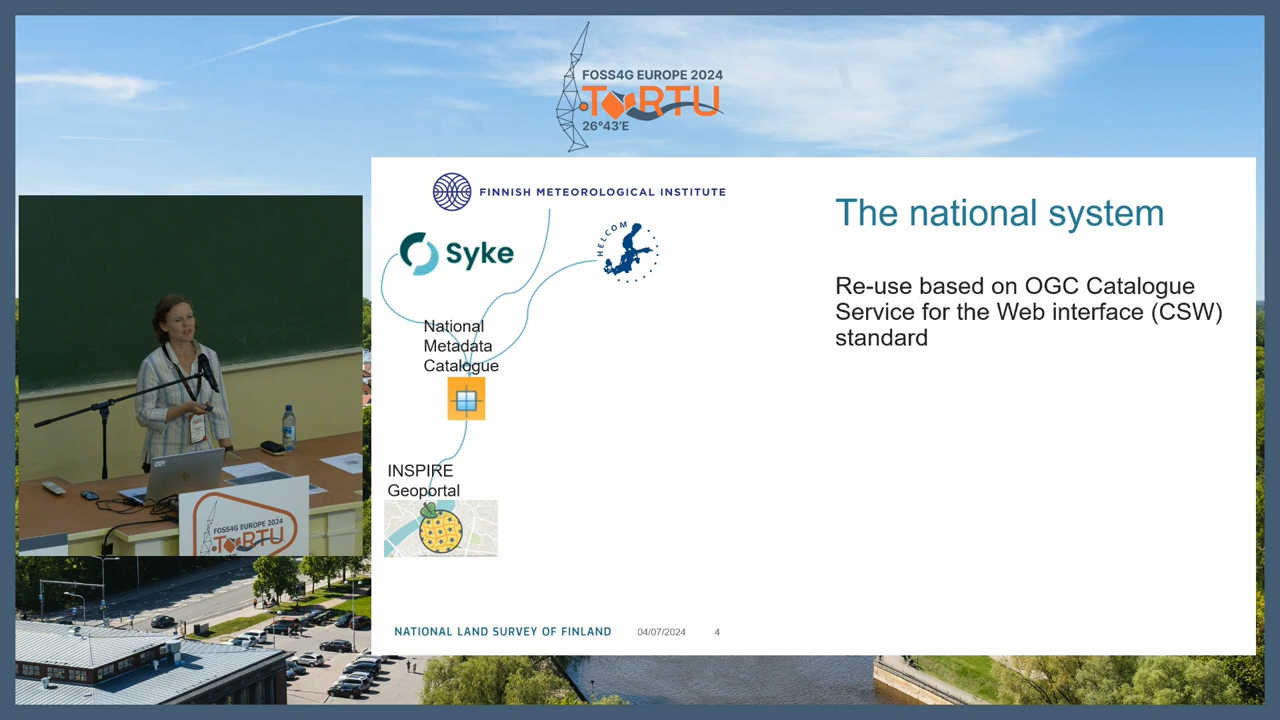 FOSS4G EUROPE 2024
TARTU
26°43'E
FINNISH METEOROLOGICAL INSTITUTE
Syke
HELCOM
National
Metadata
Catalogue
INSPIRE
Geoportal
The national system
Re-use based on OGC Catalogue
Service for the Web interface (CSW)
standard
NATIONAL LAND SURVEY OF FINLAND
04/07/2024
4
FOSS4G EUROPE 2024
TARTU